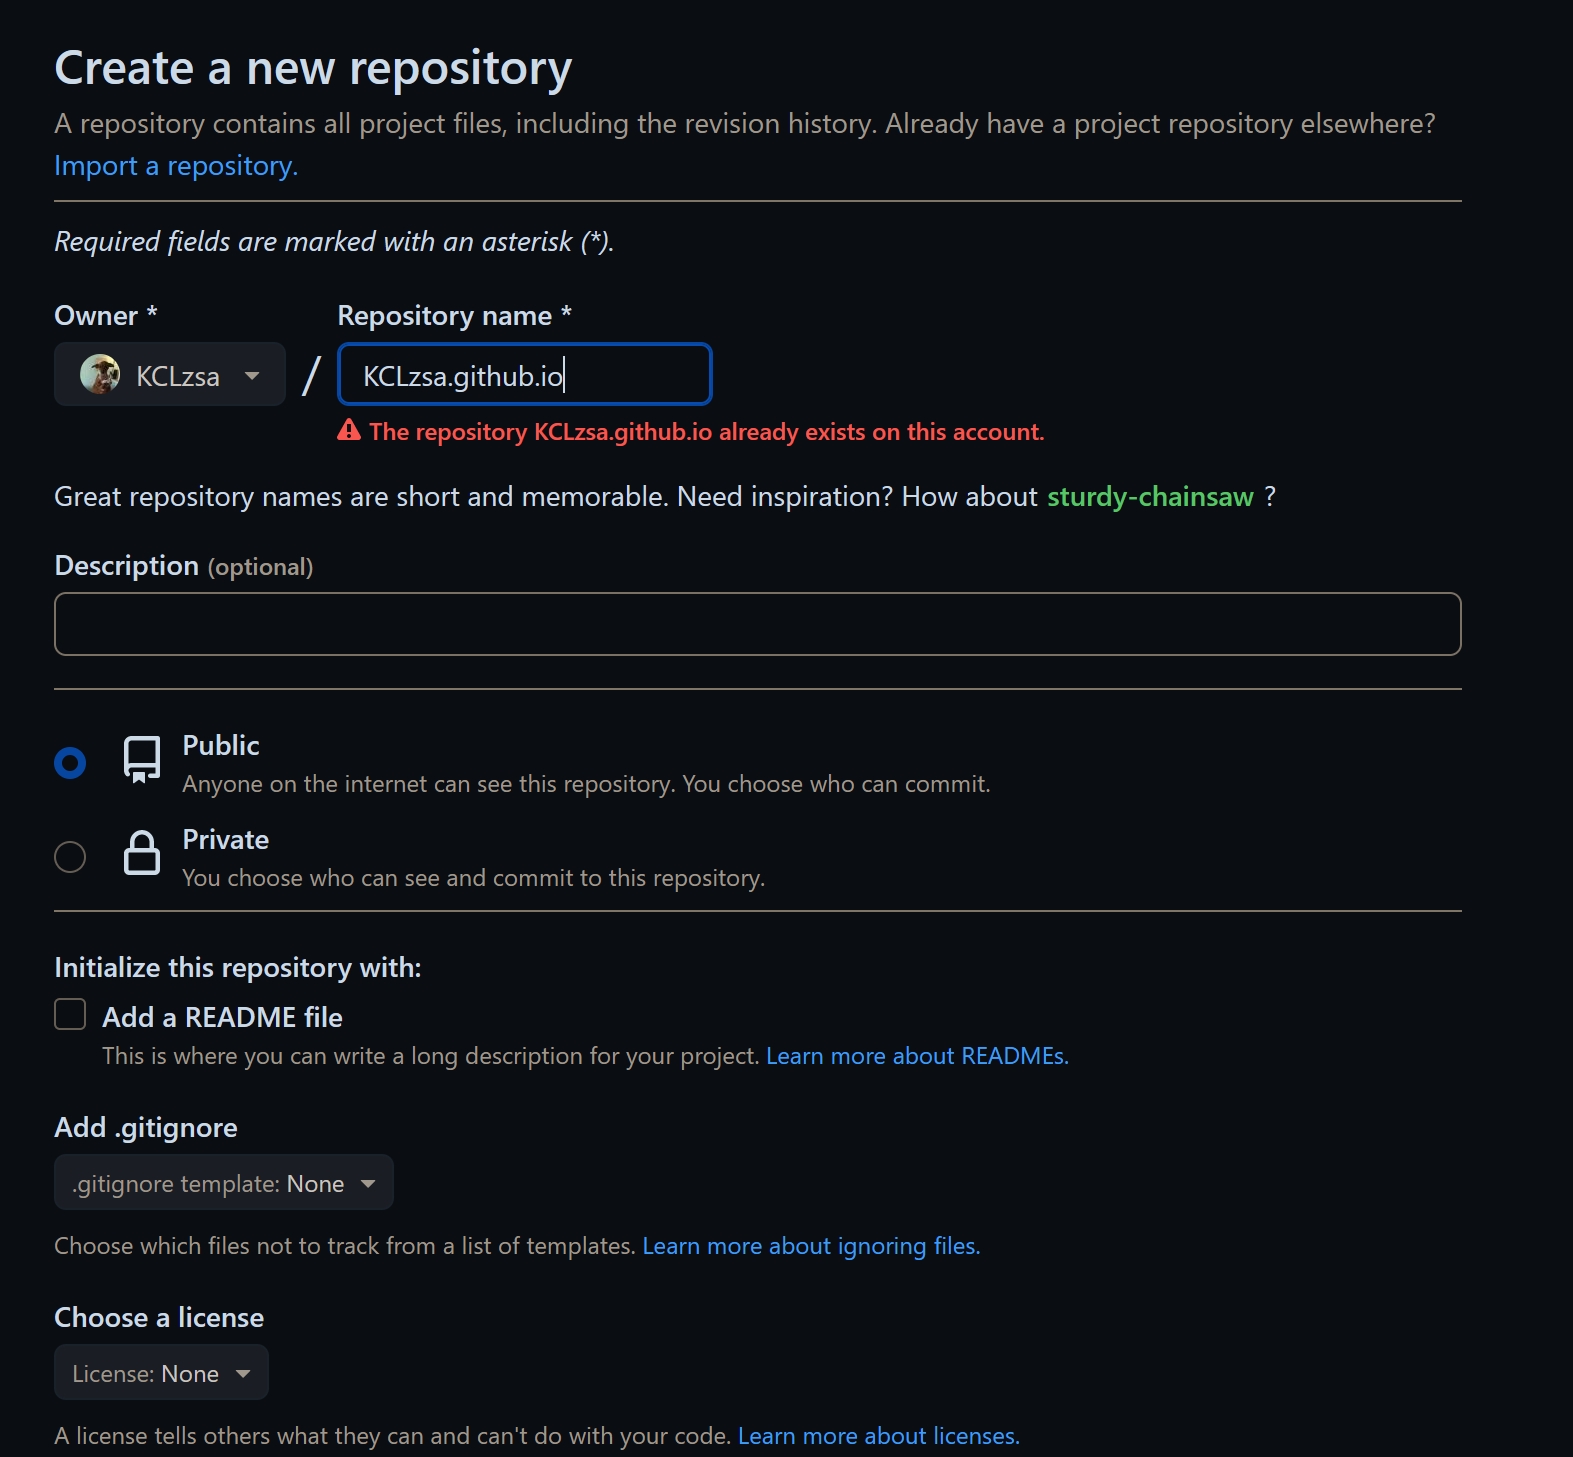 Create a new repository
A repository contains all project files, including the revision history. Already have a project repository elsewhere?
Import a repository.
Required fields are marked with an asterisk (*).
Owner * Repository name *
KCLzsa / KCLzsa.github.io
The repository KCLzsa.github.io already exists on this account.
Great repository names are short and memorable. Need inspiration? How about sturdy-chainsaw ?
Description (optional)
Public
Anyone on the internet can see this repository. You choose who can commit.
Private
You choose who can see and commit to this repository.
Initialize this repository with:
Add a README file
This is where you can write a long description for your project. Learn more about READMEs.
Add .gitignore
.gitignore template: None
Choose which files not to track from a list of templates. Learn more about ignoring files.
Choose a license
License: None
A license tells others what they can and can't do with your code. Learn more about licenses.